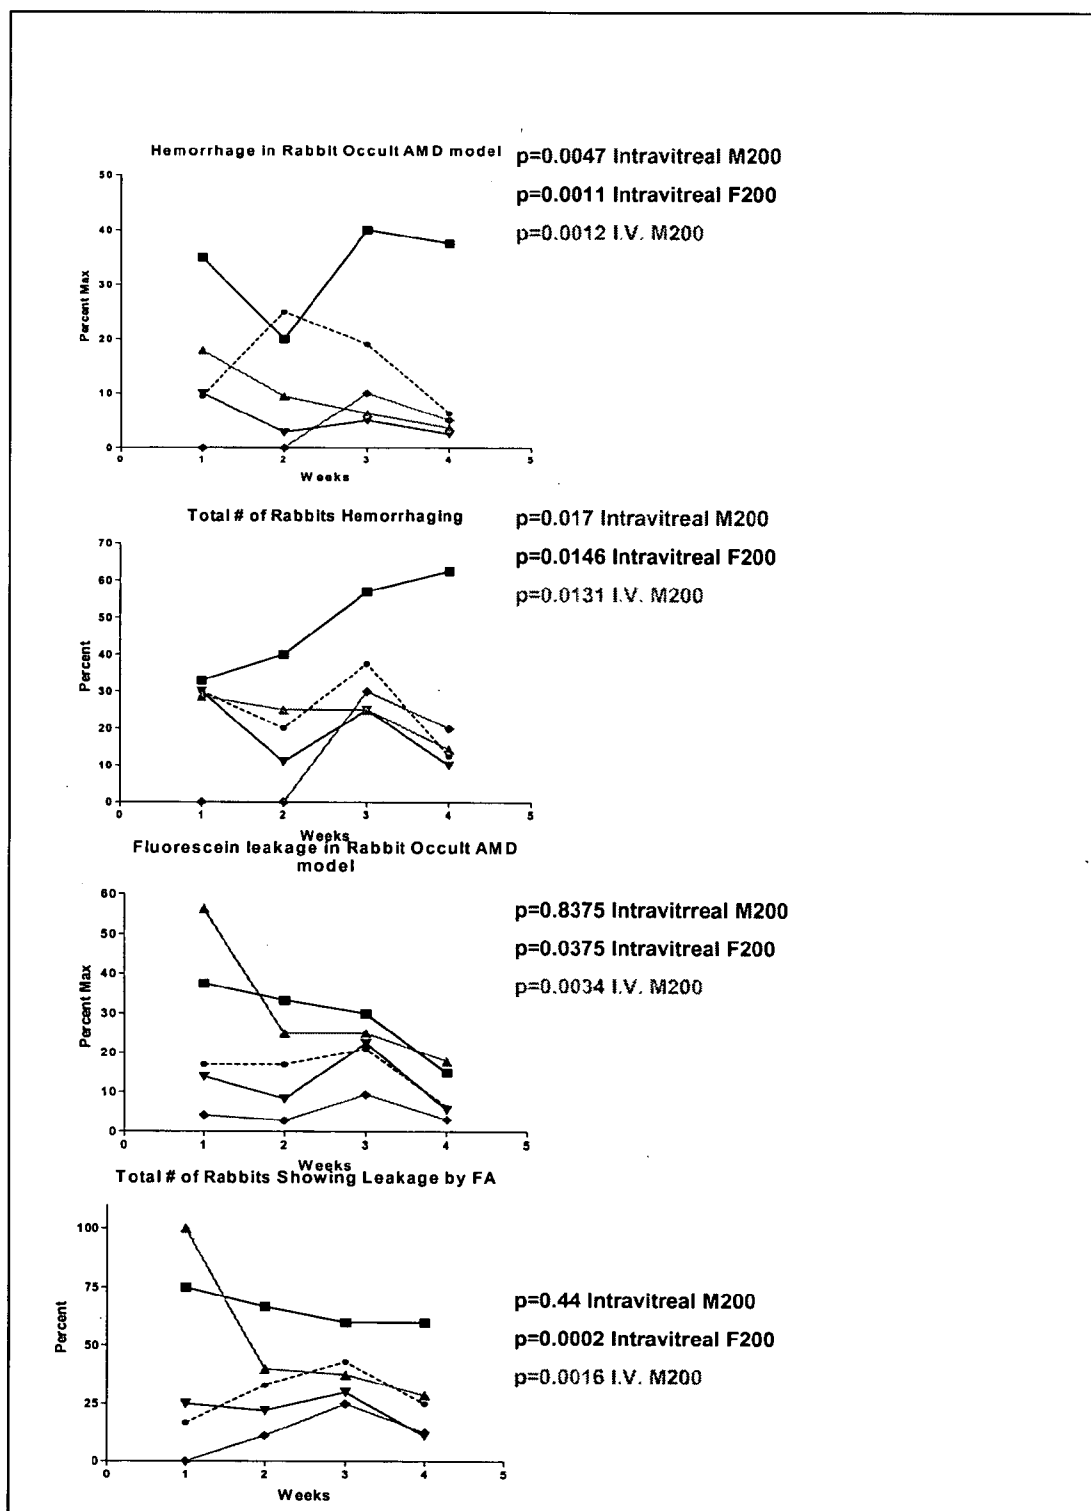 Hemorrhage in Rabbit Occult AMD model
p=0.0047 Intravitreal M200
p=0.0011 Intravitreal F200
p=0.0012 I.V. M200
50
40
30
20
10
0
Percent Max
0 1 2 3 4 5
Weeks
Total # of Rabbits Hemorrhaging
p=0.017 Intravitreal M200
p=0.0146 Intravitreal F200
p=0.0131 I.V. M200
70
60
50
40
30
20
10
0
Percent
0 1 2 3 4 5
Weeks
Fluorescein leakage in Rabbit Occult AMD
model
p=0.8375 Intravitrreal M200
p=0.0375 Intravitreal F200
p=0.0034 I.V. M200
60
50
40
30
20
10
0
Percent Max
0 1 2 3 4 5
Weeks
Total # of Rabbits Showing Leakage by FA
p=0.44 Intravitreal M200
p=0.0002 Intravitreal F200
p=0.0016 I.V. M200
100
75
50
25
0
Percent
0 1 2 3 4 5
Weeks